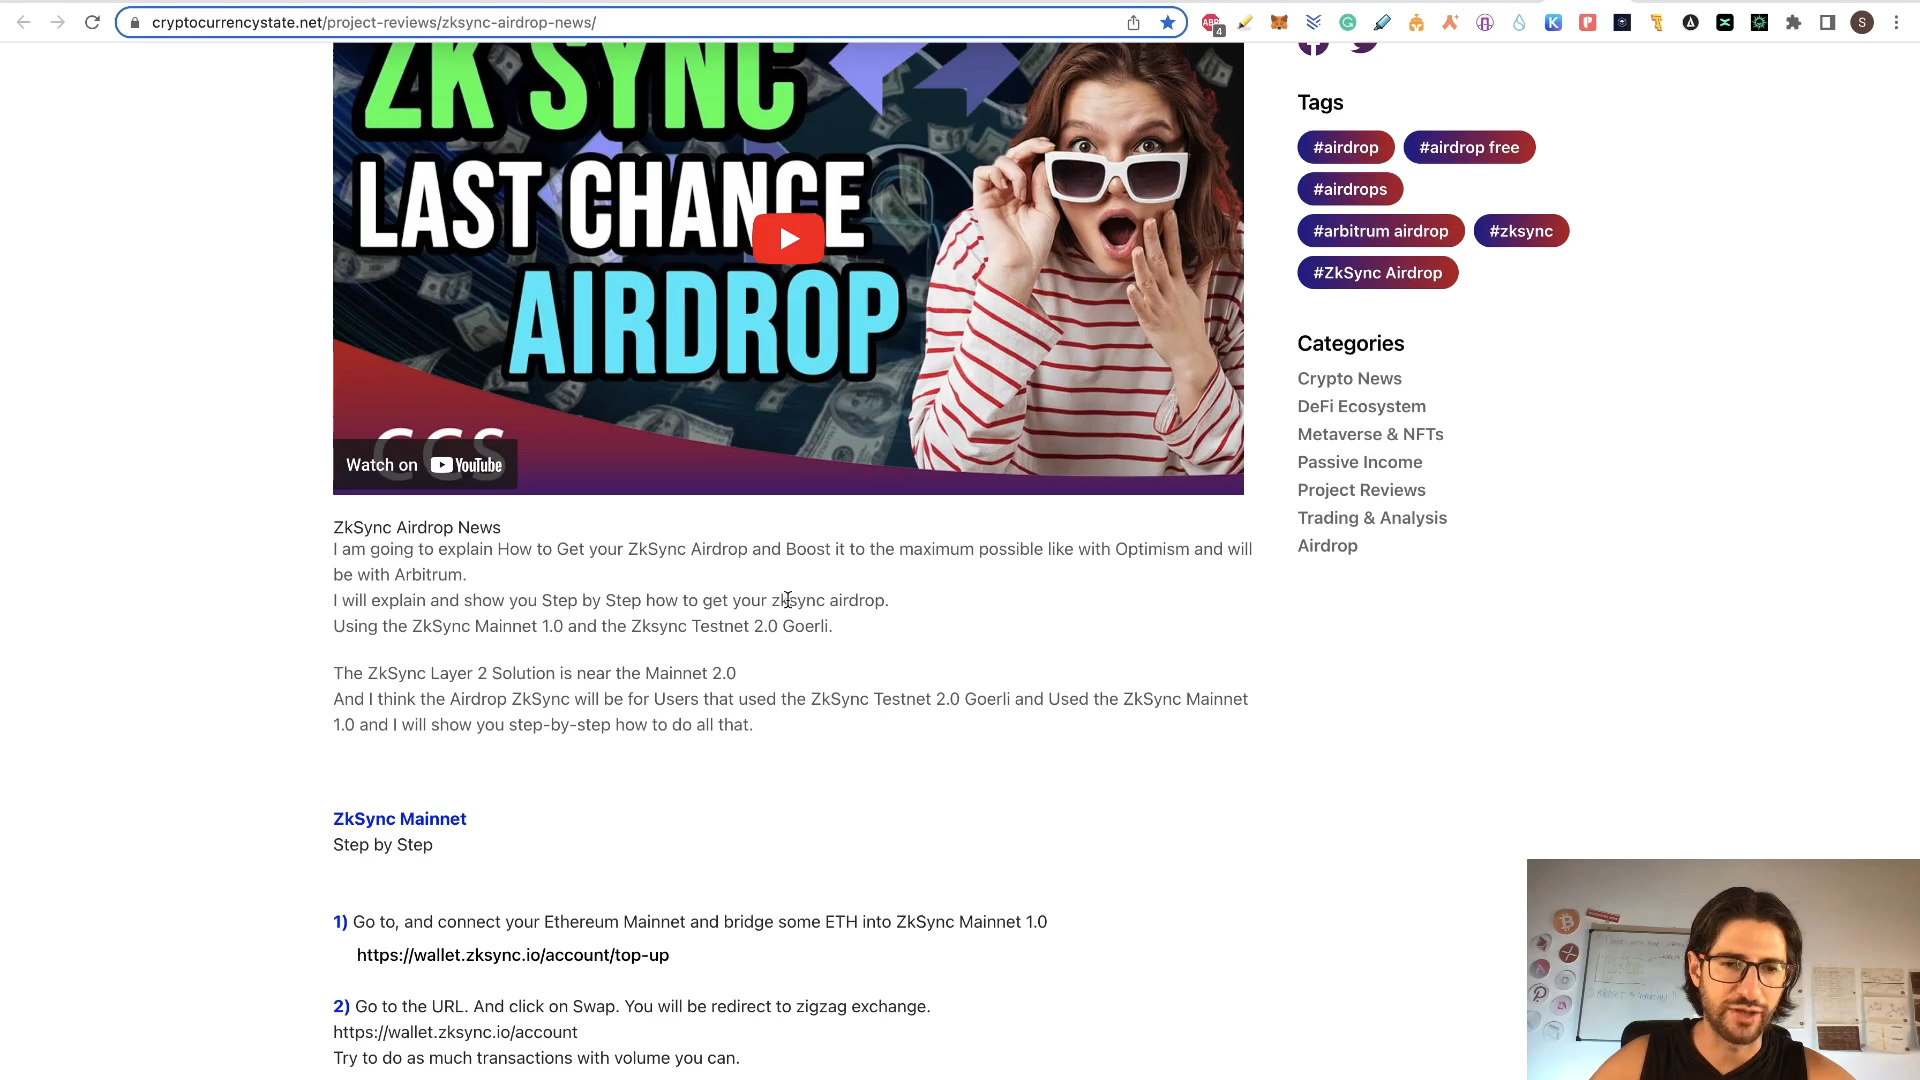 cryptocurrencystate.net/project-reviews/zksync-airdrop-news/
ABP
4
S
ZK SYNC
LAST CHANCE
AIRDROP
CCS
Watch on YouTube
Tags
#airdrop
#airdrop free
#airdrops
#arbitrum airdrop
#zksync
#ZkSync Airdrop
Categories
Crypto News
DeFi Ecosystem
Metaverse & NFTs
Passive Income
Project Reviews
Trading & Analysis
Airdrop
ZkSync Airdrop News
I am going to explain How to Get your ZkSync Airdrop and Boost it to the maximum possible like with Optimism and will
be with Arbitrum.
I will explain and show you Step by Step how to get your zksync airdrop.
Using the ZkSync Mainnet 1.0 and the Zksync Testnet 2.0 Goerli.
The ZkSync Layer 2 Solution is near the Mainnet 2.0
And I think the Airdrop ZkSync will be for Users that used the ZkSync Testnet 2.0 Goerli and Used the ZkSync Mainnet
1.0 and I will show you step-by-step how to do all that.
ZkSync Mainnet
Step by Step
1) Go to, and connect your Ethereum Mainnet and bridge some ETH into ZkSync Mainnet 1.0
https://wallet.zksync.io/account/top-up
2) Go to the URL. And click on Swap. You will be redirect to zigzag exchange.
https://wallet.zksync.io/account
Try to do as much transactions with volume you can.